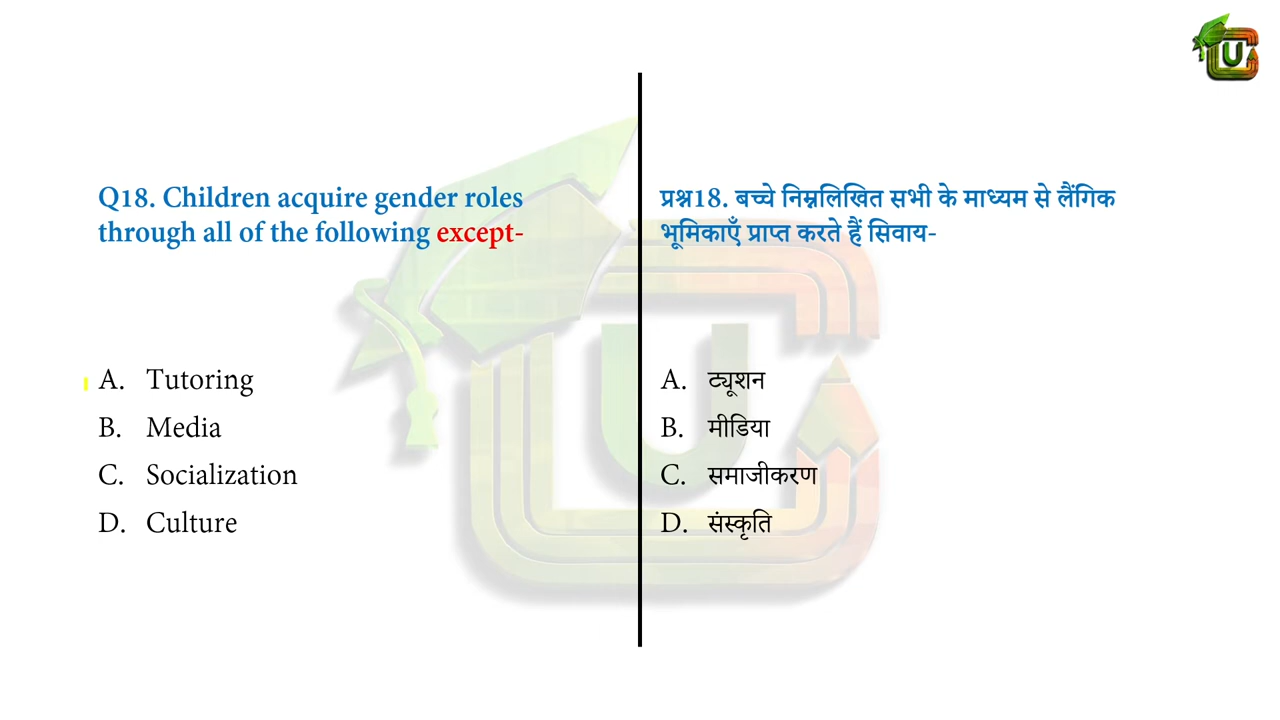 Q18. Children acquire gender roles
through all of the following except-
A. Tutoring
B. Media
C. Socialization
D. Culture
प्रश्न18. बच्चे निम्नलिखित सभी के माध्यम से लैंगिक
भूमिकाएँ प्राप्त करते हैं सिवाय-
A. ट्यूशन
B. मीडिया
C. समाजीकरण
D. संस्कृति
U
U